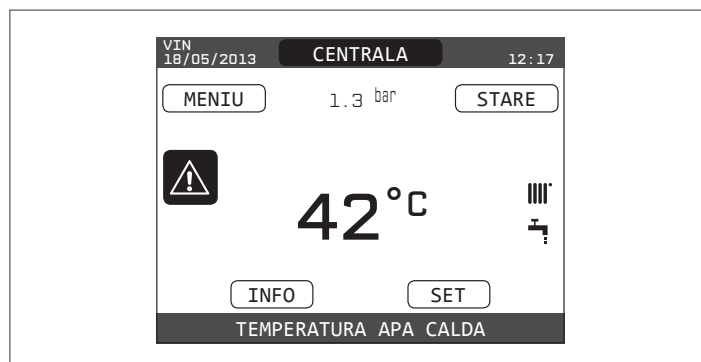 VIN
18/05/2013 CENTRALA 12:17
MENIU 1.3 bar STARE
42°C
INFO SET
TEMPERATURA APA CALDA